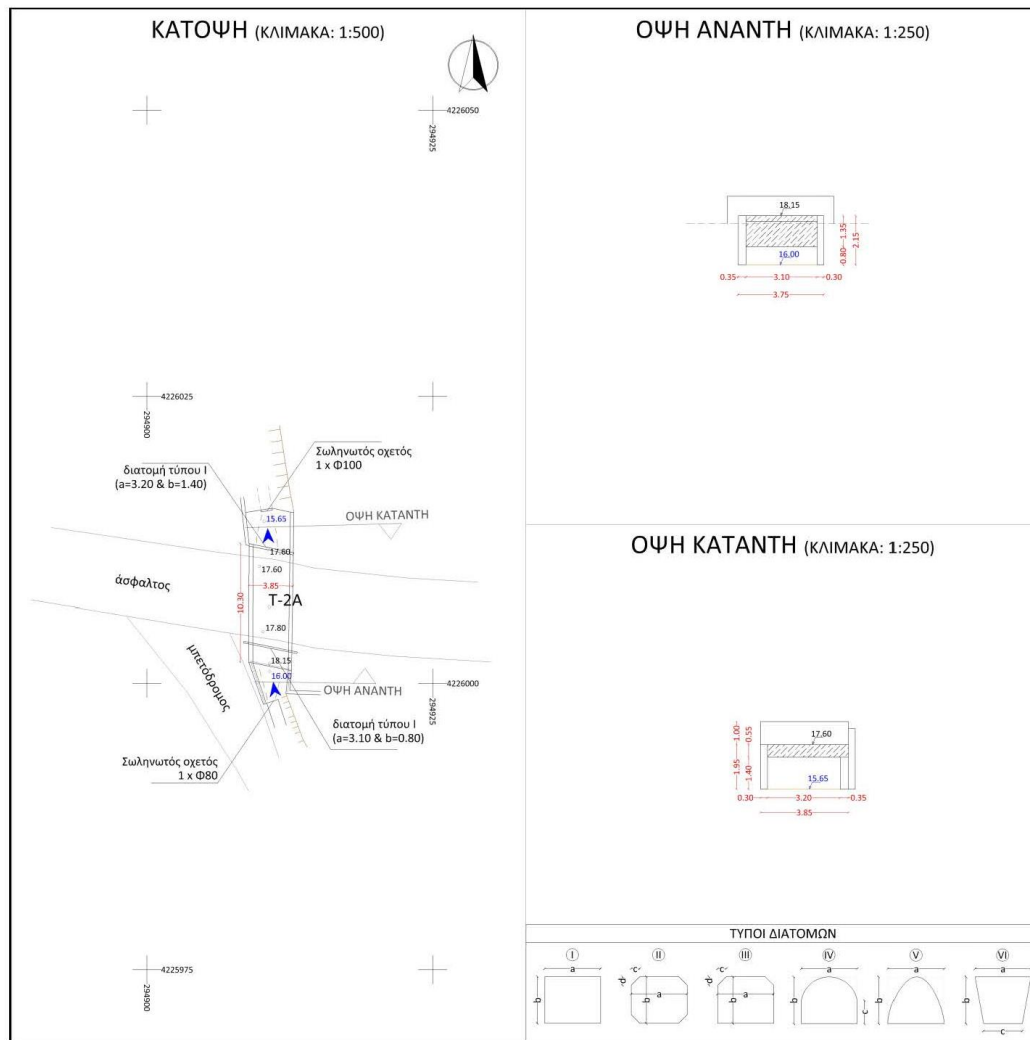 ΚΑΤΟΨΗ (ΚΛΙΜΑΚΑ: 1:500)
4226050
294925
4226025
294900
Σωληνωτός οχετός
1 x Φ100
διατομή τύπου Ι
(a=3.20 & b=1.40)
15.65
ΟΨΗ ΚΑΤΑΝΤΗ
17.60
17.60
άσφαλτος
3.85
10.30
T-2A
17.80
μπετόδρομος
18.15
16.00
ΟΨΗ ΑΝΑΝΤΗ
4226000
294925
διατομή τύπου Ι
(a=3.10 & b=0.80)
Σωληνωτός οχετός
1 x Φ80
4225975
294900
ΟΨΗ ΑΝΑΝΤΗ (ΚΛΙΜΑΚΑ: 1:250)
18.15
1.35
2.15
0.80
16.00
0.35
3.10
0.30
3.75
ΟΨΗ ΚΑΤΑΝΤΗ (ΚΛΙΜΑΚΑ: 1:250)
1.00
0.55
17.60
1.95
1.40
15.65
0.30
3.20
0.35
3.85
ΤΥΠΟΙ ΔΙΑΤΟΜΩΝ
I
II
III
IV
V
VI
a
b
c
d
b
a
c
d
b
a
a
b
c
a
b
a
b
c